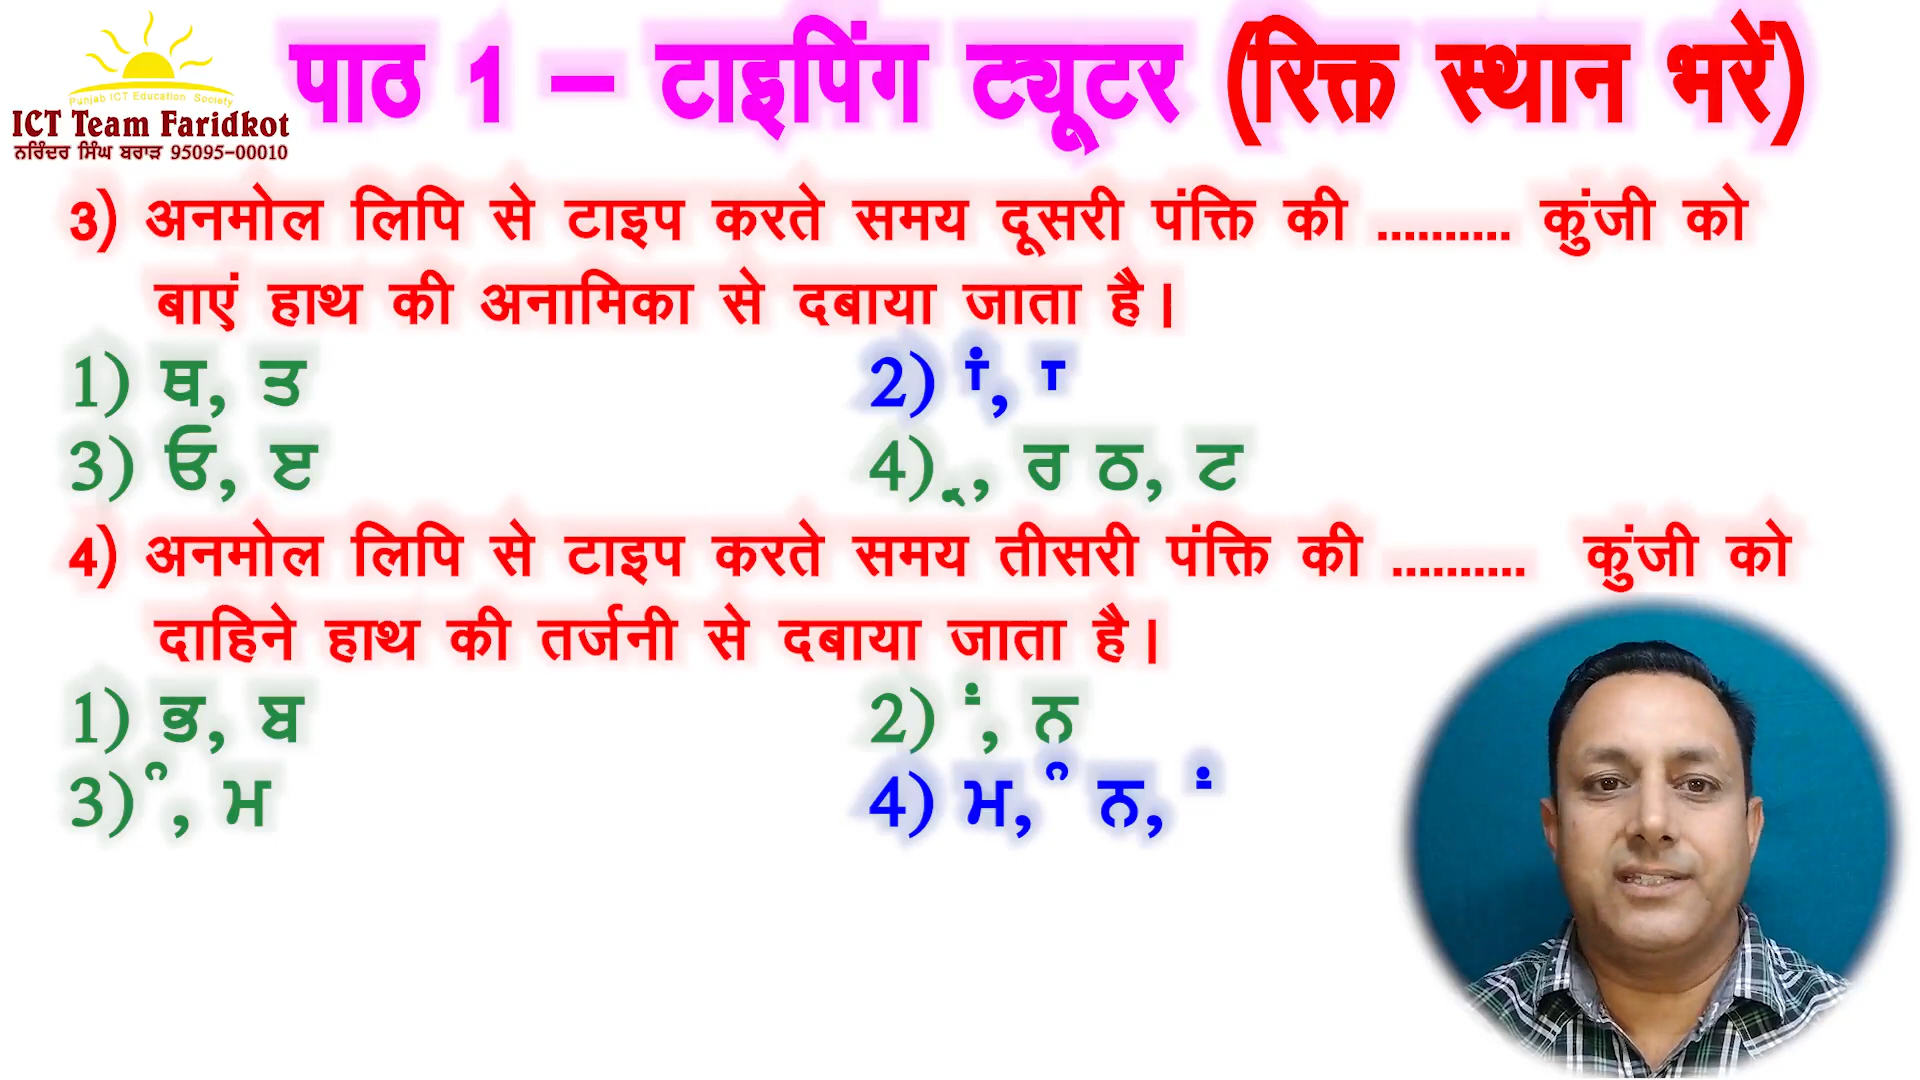 Punjab ICT Education Society
ICT Team Faridkot
ਨਰਿੰਦਰ ਸਿੰਘ ਬਰਾੜ 95095-00010
पाठ 1 – टाइपिंग ट्यूटर (रिक्त स्थान भरें)
3) अनमोल लिपि से टाइप करते समय दूसरी पंक्ति की .......... कुंजी को
बाएं हाथ की अनामिका से दबाया जाता है।
1) ਥ, ਤ
2) ਾਂ, ਾ
3) ਓ, ੲ
4) ੍ਰ, ਰ ਠ, ਟ
4) अनमोल लिपि से टाइप करते समय तीसरी पंक्ति की .......... कुंजी को
दाहिने हाथ की तर्जनी से दबाया जाता है।
1) ਭ, ਬ
2) ਂ, ਨ
3) ੰ, ਮ
4) ਮ, ੰ ਨ, ਂ